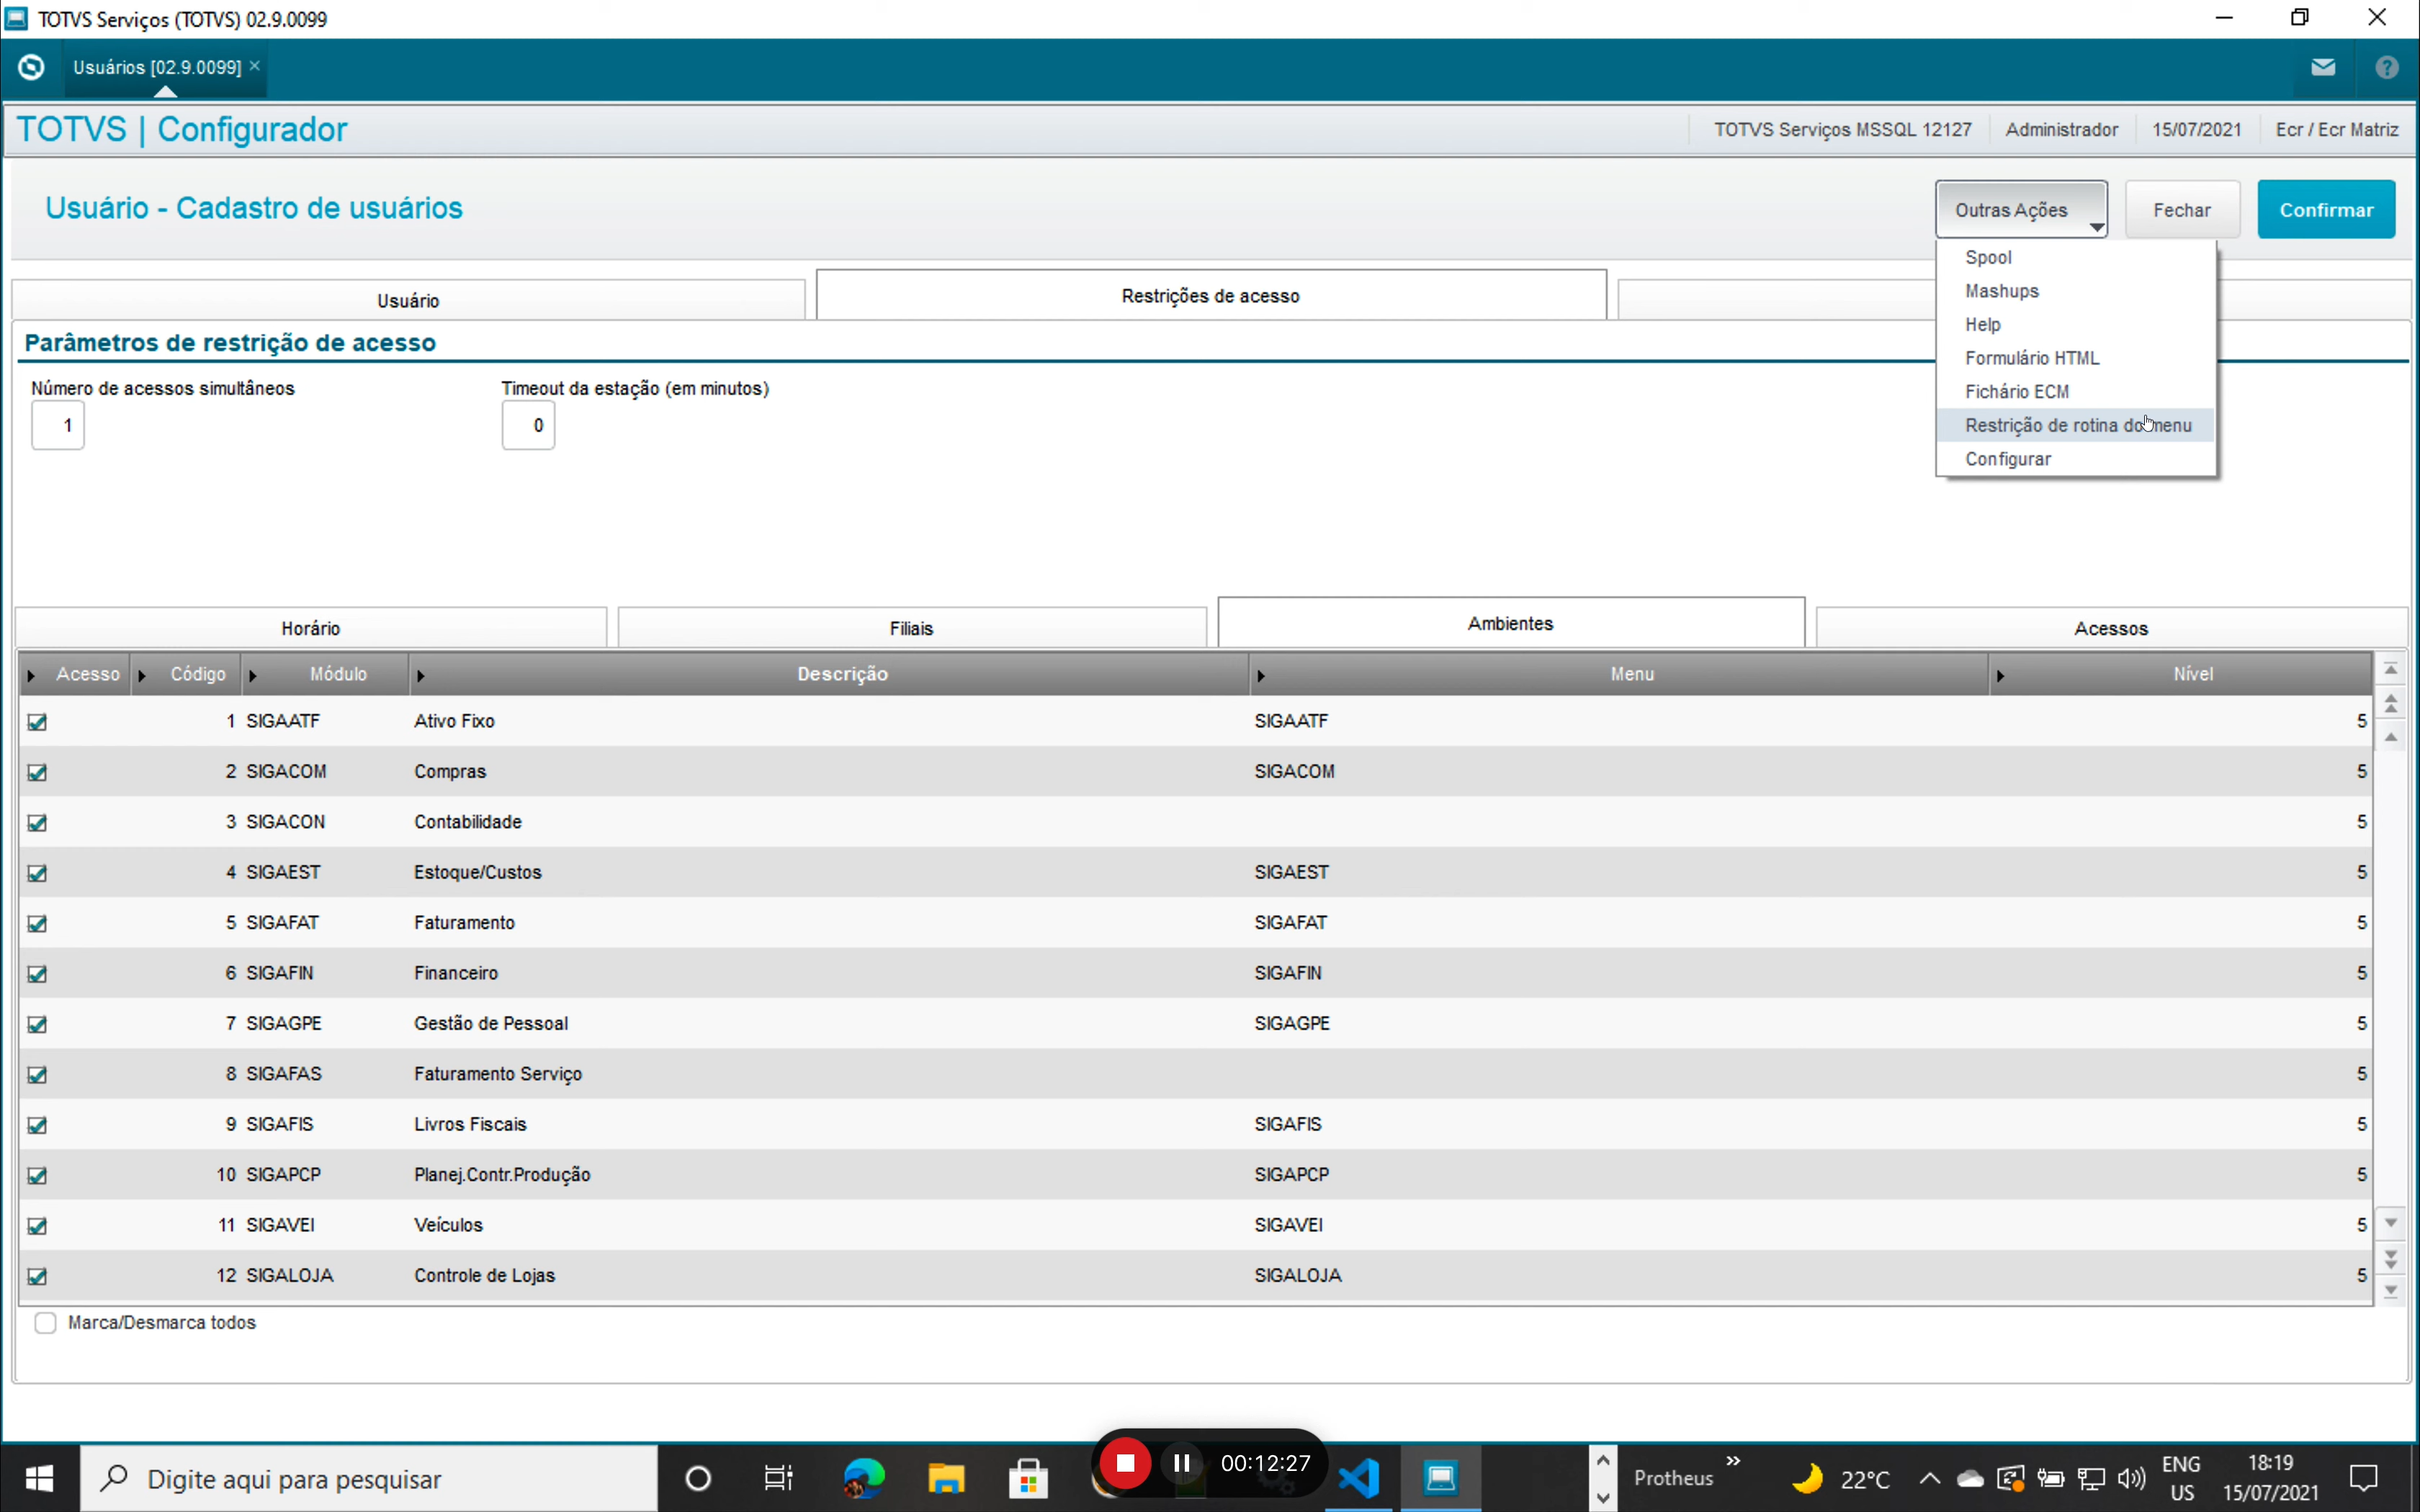 TOTVS Serviços (TOTVS) 02.9.0099
Usuários [02.9.0099] ×
TOTVS | Configurador
TOTVS Serviços MSSQL 12127 Administrador 15/07/2021 Ecr / Ecr Matriz
Usuário - Cadastro de usuários
Outras Ações Fechar Confirmar
Spool
Mashups
Help
Formulário HTML
Fichário ECM
Restrição de rotina do menu
Configurar
Usuário Restrições de acesso
Parâmetros de restrição de acesso
Número de acessos simultâneos Timeout da estação (em minutos)
1 0
Horário Filiais Ambientes Acessos
Acesso Código Módulo Descrição Menu Nível
1 SIGAATF Ativo Fixo SIGAATF 5
2 SIGACOM Compras SIGACOM 5
3 SIGACON Contabilidade 5
4 SIGAEST Estoque/Custos SIGAEST 5
5 SIGAFAT Faturamento SIGAFAT 5
6 SIGAFIN Financeiro SIGAFIN 5
7 SIGAGPE Gestão de Pessoal SIGAGPE 5
8 SIGAFAS Faturamento Serviço 5
9 SIGAFIS Livros Fiscais SIGAFIS 5
10 SIGAPCP Planej.Contr.Produção SIGAPCP 5
11 SIGAVEI Veículos SIGAVEI 5
12 SIGALOJA Controle de Lojas SIGALOJA 5
Marca/Desmarca todos
Digite aqui para pesquisar
00:12:27
Protheus »
22°C
ENG
US
18:19
15/07/2021